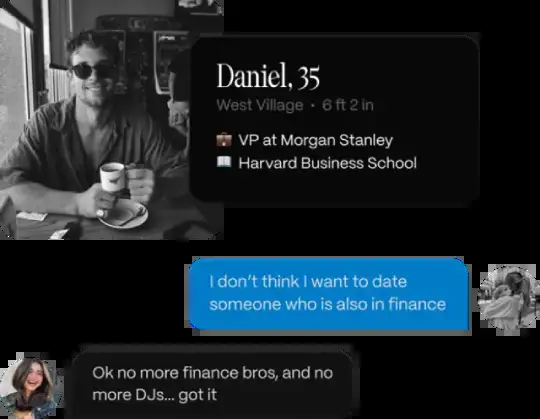 Daniel, 35
West Village • 6 ft 2 in
💼 VP at Morgan Stanley
📖 Harvard Business School
I don't think I want to date
someone who is also in finance
Ok no more finance bros, and no
more DJs... got it